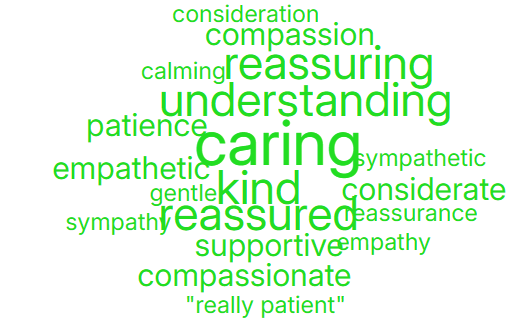 consideration
compassion
calming reassuring
understanding
patience
caring
sympathetic
empathetic
kind considerate
gentle
reassured reassurance
sympathy
supportive empathy
compassionate
"really patient"